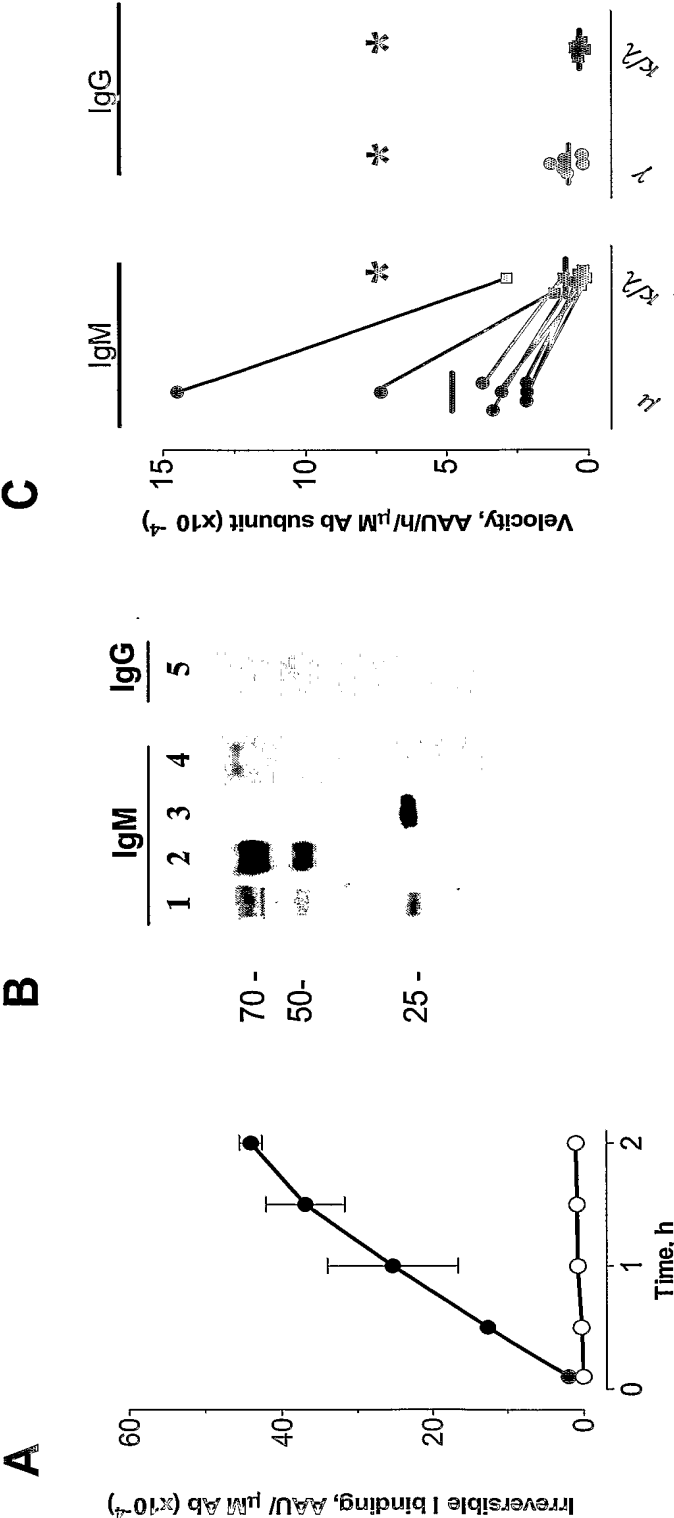 A
Irreversible I binding, AAU/ μM Ab (x10⁻⁴)
60
40
20
0
0
1
2
Time, h
B
IgM
IgG
1
2
3
4
5
70 -
50-
25 -
C
IgM
IgG
Velocity, AAU/h/μM Ab subunit (x10⁻⁴)
15
10
5
0
*
*
*
μ
κ/λ
γ
κ/λ